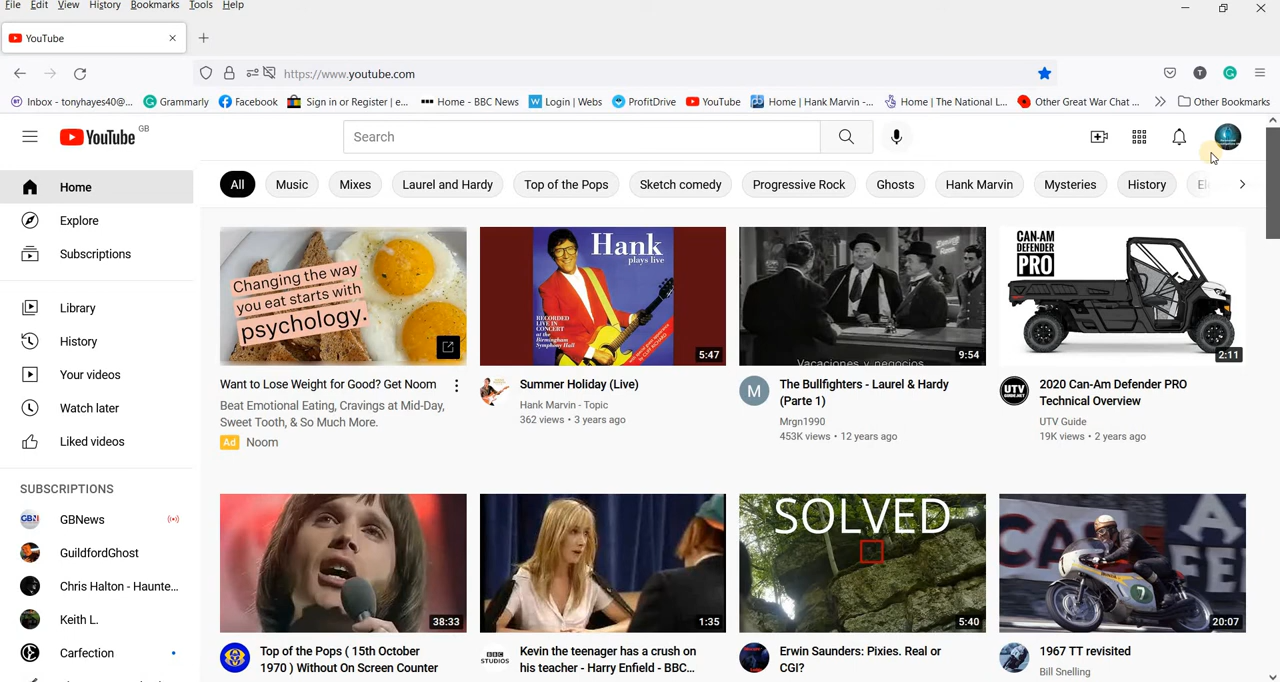 File Edit View History Bookmarks Tools Help
YouTube
https://www.youtube.com
T
Inbox - tonyhayes40@... Grammarly Facebook Sign in or Register | e... Home - BBC News Login | Webs ProfitDrive YouTube Home | Hank Marvin -... Home | The National L... Other Great War Chat ... Other Bookmarks
YouTube GB
Search
Home
Explore
Subscriptions
Library
History
Your videos
Watch later
Liked videos
SUBSCRIPTIONS
GBNews
GuildfordGhost
Chris Halton - Haunte...
Keith L.
Carfection
All Music Mixes Laurel and Hardy Top of the Pops Sketch comedy Progressive Rock Ghosts Hank Marvin Mysteries History
Changing the way
you eat starts with
psychology.
Want to Lose Weight for Good? Get Noom
Beat Emotional Eating, Cravings at Mid-Day,
Sweet Tooth, & So Much More.
Ad Noom
Hank
plays live
RECORDED
LIVE IN
CONCERT
at the
Birmingham
Symphony Hall
5:47
Summer Holiday (Live)
Hank Marvin - Topic
362 views • 3 years ago
Vacaciones y negocios
9:54
M
The Bullfighters - Laurel & Hardy
(Parte 1)
Mrgn1990
453K views • 12 years ago
CAN-AM
DEFENDER
PRO
2:11
UTV
2020 Can-Am Defender PRO
Technical Overview
UTV Guide
19K views • 2 years ago
38:33
Top of the Pops ( 15th October
1970 ) Without On Screen Counter
1:35
BBC
STUDIOS
Kevin the teenager has a crush on
his teacher - Harry Enfield - BBC...
SOLVED
5:40
Erwin Saunders: Pixies. Real or
CGI?
7
20:07
1967 TT revisited
Bill Snelling